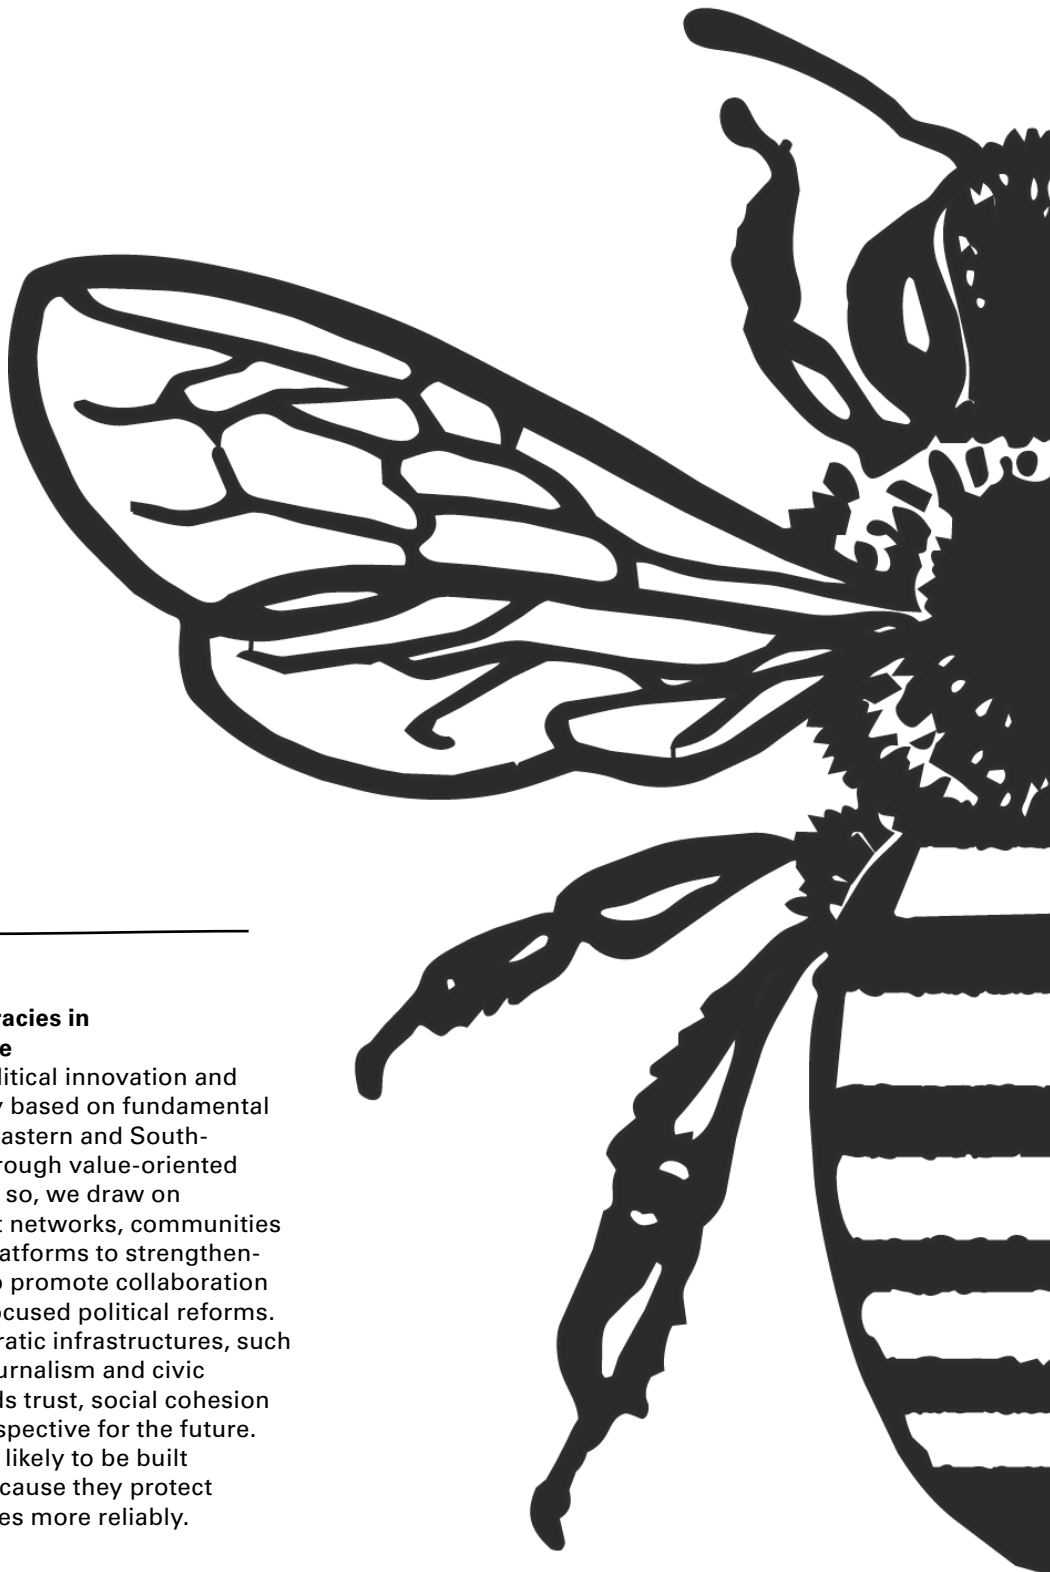 racies in
e
litical innovation and
y based on fundamental
astern and South-
rough value-oriented
so, we draw on
t networks, communities
latforms to strengthen-
o promote collaboration
ocused political reforms.
ratic infrastructures, such
urnalism and civic
ds trust, social cohesion
spective for the future.
likely to be built
cause they protect
es more reliably.